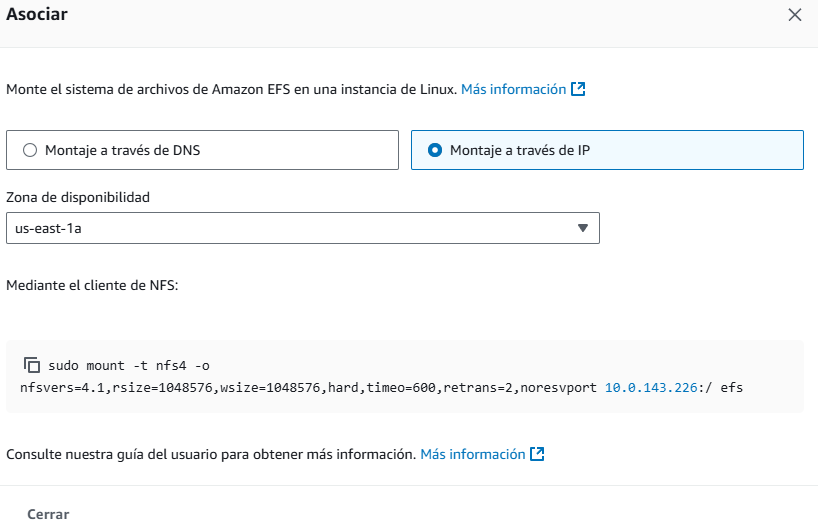 Asociar
Monte el sistema de archivos de Amazon EFS en una instancia de Linux. Más información
Montaje a través de DNS
Montaje a través de IP
Zona de disponibilidad
us-east-1a
Mediante el cliente de NFS:
sudo mount -t nfs4 -o
nfsvers=4.1,rsize=1048576,wsize=1048576,hard,timeo=600,retrans=2,noresvport 10.0.143.226:/ efs
Consulte nuestra guía del usuario para obtener más información. Más información
Cerrar